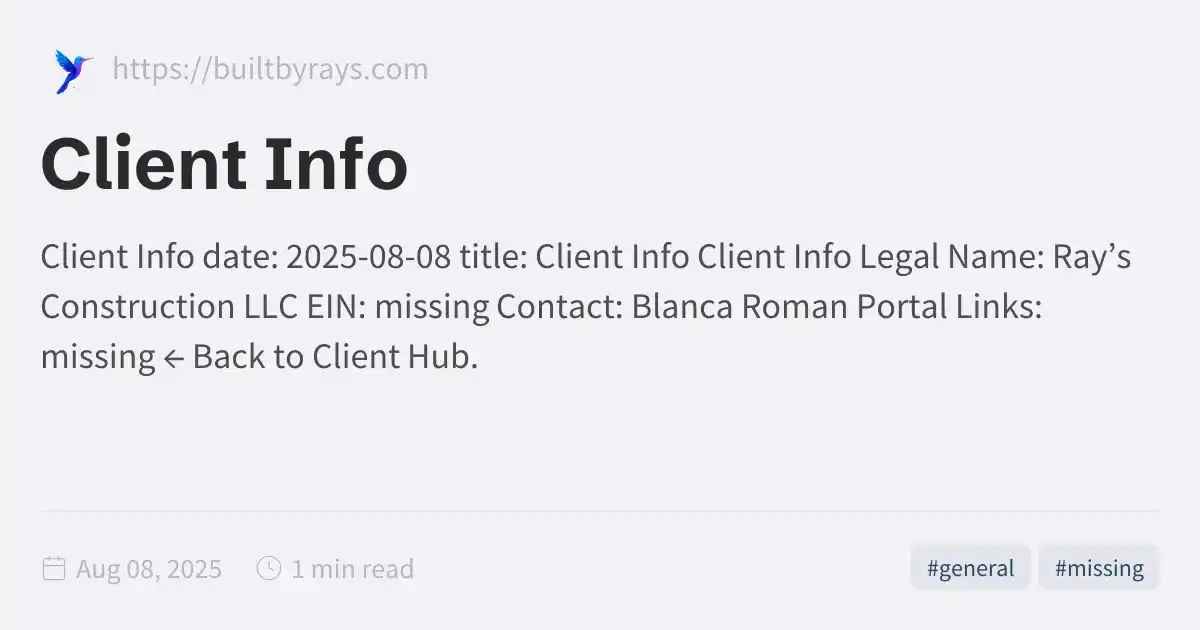 https://builtbyrays.com
Client Info
Client Info date: 2025-08-08 title: Client Info Client Info Legal Name: Ray’s
Construction LLC EIN: missing Contact: Blanca Roman Portal Links:
missing ← Back to Client Hub.
Aug 08, 2025 1 min read #general #missing